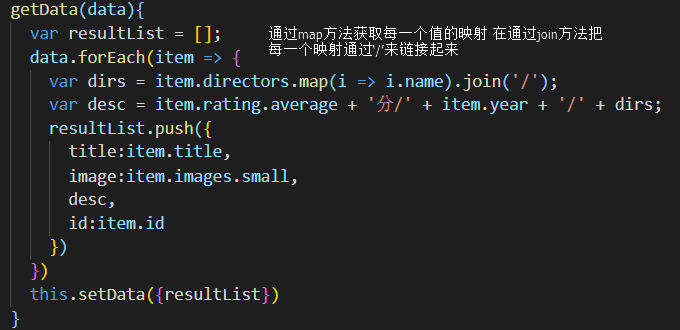 getData(data){
var resultList = [];
通过map方法获取每一个值的映射 在通过join方法把
每一个映射通过'/'来链接起来
data.forEach(item => {
var dirs = item.directors.map(i => i.name).join('/');
var desc = item.rating.average + '分/' + item.year + '/' + dirs;
resultList.push({
title:item.title,
image:item.images.small,
desc,
id:item.id
})
})
this.setData({resultList})
}